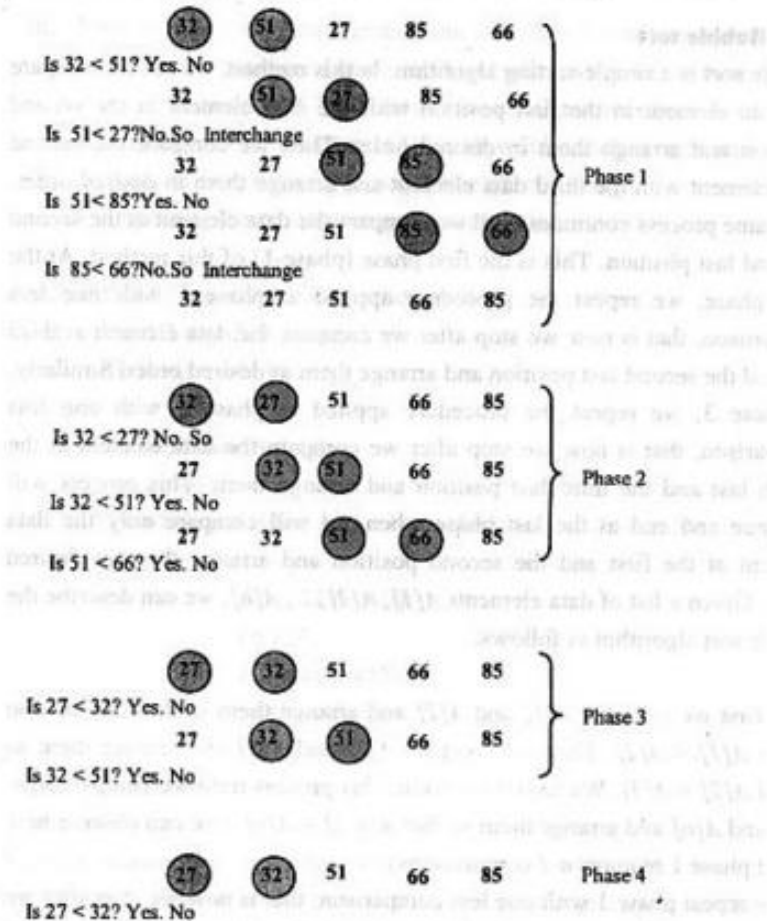 32 51 27 85 66
Is 32 < 51? Yes. No
32 51 27 85 66
Is 51 < 27?No.So Interchange
32 27 51 85 66
Is 51 < 85?Yes. No
32 27 51 85 66
Is 85 < 66?No.So Interchange
32 27 51 66 85
Phase 1
32 27 51 66 85
Is 32 < 27? No. So
27 32 51 66 85
Is 32 < 51? Yes. No
27 32 51 66 85
Is 51 < 66? Yes. No
Phase 2
27 32 51 66 85
Is 27 < 32? Yes. No
27 32 51 66 85
Is 32 < 51? Yes. No
Phase 3
27 32 51 66 85 Phase 4
Is 27 < 32? Yes. No